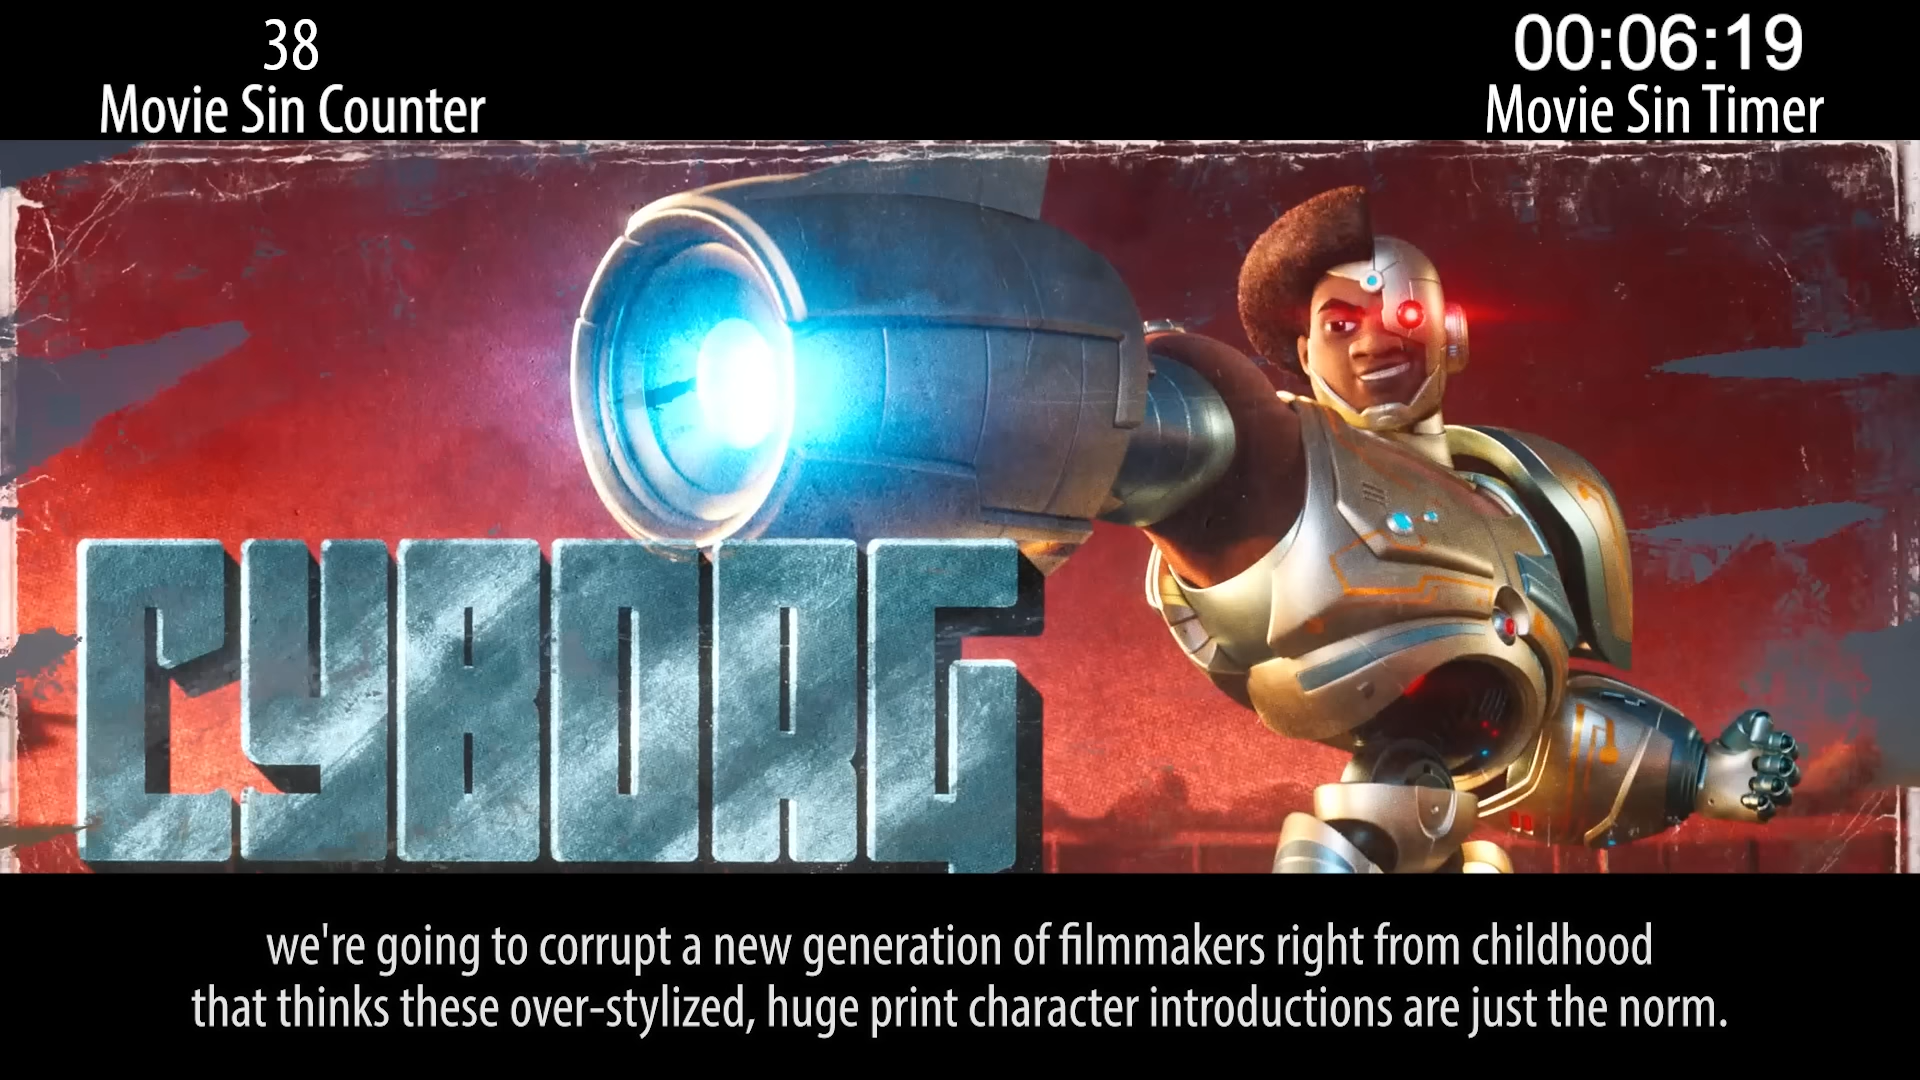 38
Movie Sin Counter
00:06:19
Movie Sin Timer
CYBORG
we're going to corrupt a new generation of filmmakers right from childhood
that thinks these over-stylized, huge print character introductions are just the norm.